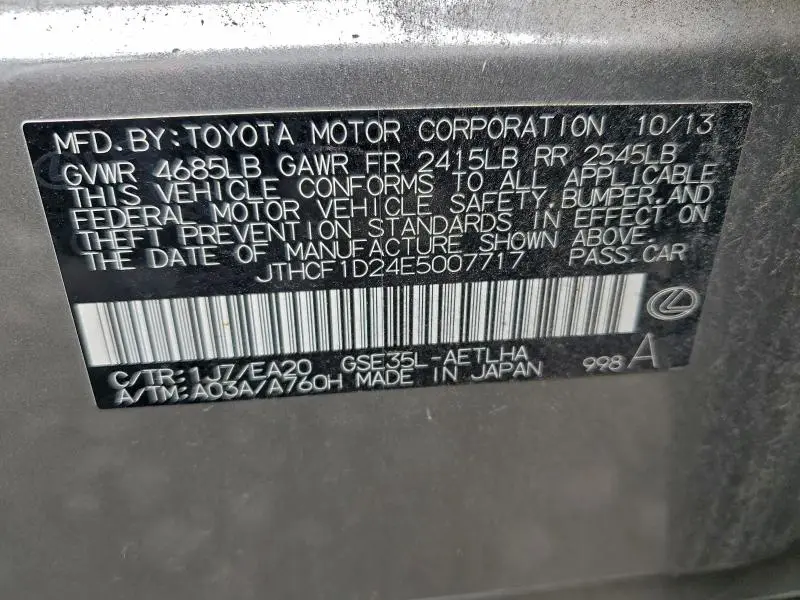 MFD. BY: TOYOTA MOTOR CORPORATION 10/13
GVWR 4685LB GAWR FR 2415LB RR 2545LB
THIS VEHICLE CONFORMS TO ALL APPLICABLE
FEDERAL MOTOR VEHICLE SAFETY, BUMPER, AND
THEFT PREVENTION STANDARDS IN EFFECT ON
THE DATE OF MANUFACTURE SHOWN ABOVE.
JTHCF1D24E5007717 PASS. CAR
C/TR: 1J7/EA20 GSE35L-AETLHA
A/TM: A03A/A760H MADE IN JAPAN 998 A